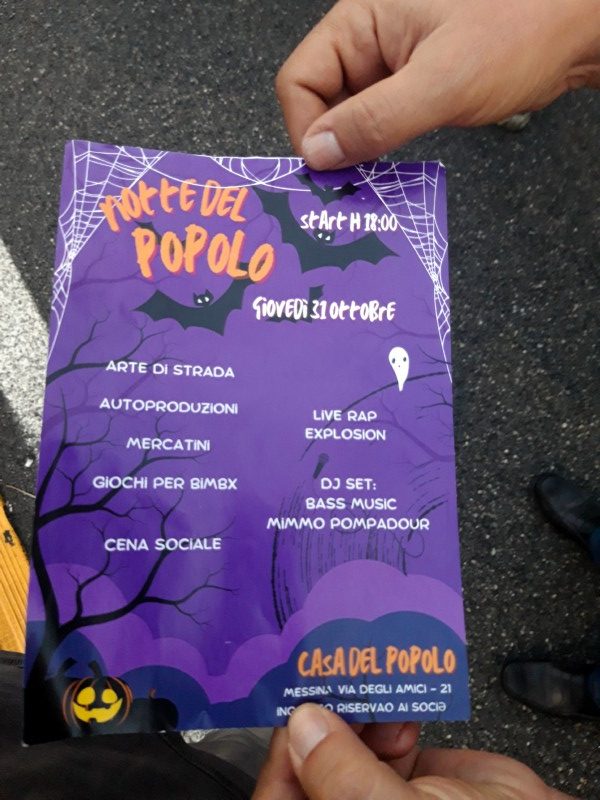 NOTTE DEL
POPOLO
START H 18:00
GIOVEDÌ 31 OTTOBRE
ARTE DI STRADA
AUTOPRODUZIONI
MERCATINI
GIOCHI PER BIMBX
CENA SOCIALE
LIVE RAP
EXPLOSION
DJ SET:
BASS MUSIC
MIMMO POMPADOUR
CASA DEL POPOLO
MESSINA VIA DEGLI AMICI - 21
RISERVAO AI SOCIƏ